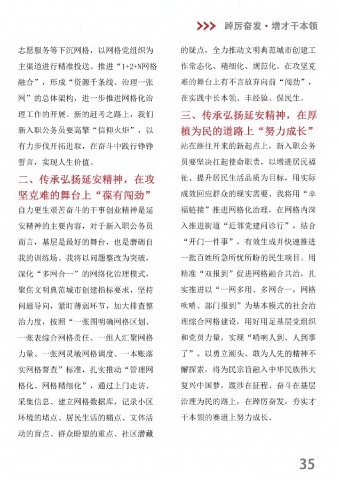 踔厉奋发·增才干本领
志愿服务等下沉网格，以网格党组织为
主渠道进行精准投送。推进“1+2+N网格
融合”，形成“资源千条线、治理一张
网”的总体架构，进一步推进网格化治
理工作的开展。新的赶考之路上，我们
新入职公务员要高擎“信仰火炬”，以
有力步伐开拓进取，在奋斗中践行铮铮
誓言，实现人生价值。
二、传承弘扬延安精神，在攻
坚克难的舞台上“葆有闯劲”
自力更生艰苦奋斗的干事创业精神是延
安精神的主要内容，对于新入职公务员
而言，基层是最好的舞台，也是磨砺自
我的训练场。我将以问题整改为突破，
深化“多网合一”的网络化治理模式，
聚焦文明典范城市创建指标要求，坚持
问题导向，紧盯薄弱环节，加大排查整
治力度，按照“一张图明确网格区划、
一张表综合网格责任、一组人汇聚网格
力量、一张网灵敏网格调度、一本账落
实网格督查”标准，扎实推动“管理网
格化、网格精细化”，通过上门走访、
采集信息、建立网格数据库，记录小区
环境的堵点、居民生活的痛点、文体活
动的盲点、群众盼望的重点、社区潜藏
的疑点，全力推动文明典范城市创建工
作常态化、精细化、规范化。在攻坚克
难的舞台上有不言放弃向前“闯劲”，
在实践中长本领、丰经验、保民生。
三、传承弘扬延安精神，在厚
植为民的道路上“努力成长”
站在继往开来的新起点上，新入职公务
员要坚决扛起使命职责，以增进居民福
祉、提升居民生活品质为目标，用实际
成效回应群众的现实需要。我将用“幸
福链接”推进网格化治理，在网格内深
入推进街道“近邻党建问诊行”，结合
“开门一件事”，有效生成并快速推进
一批百姓所急所忧所盼的民生项目。用
精准“双报到”促进网格融合共治，扎
实推进以“一网多用、多网合一，网格
吹哨、部门报到”为基本模式的社会治
理综合网格建设，用好用足基层党组织
和党员力量，实现“哨响人到、人到事
了”。以勇立潮头、敢为人先的精神不
懈探索，将为民宗旨融入中华民族伟大
复兴中国梦。跋涉在征程、奋斗在基层
治理为民的路上，在踔厉奋发，夯实才
干本领的赛道上努力成长。
35